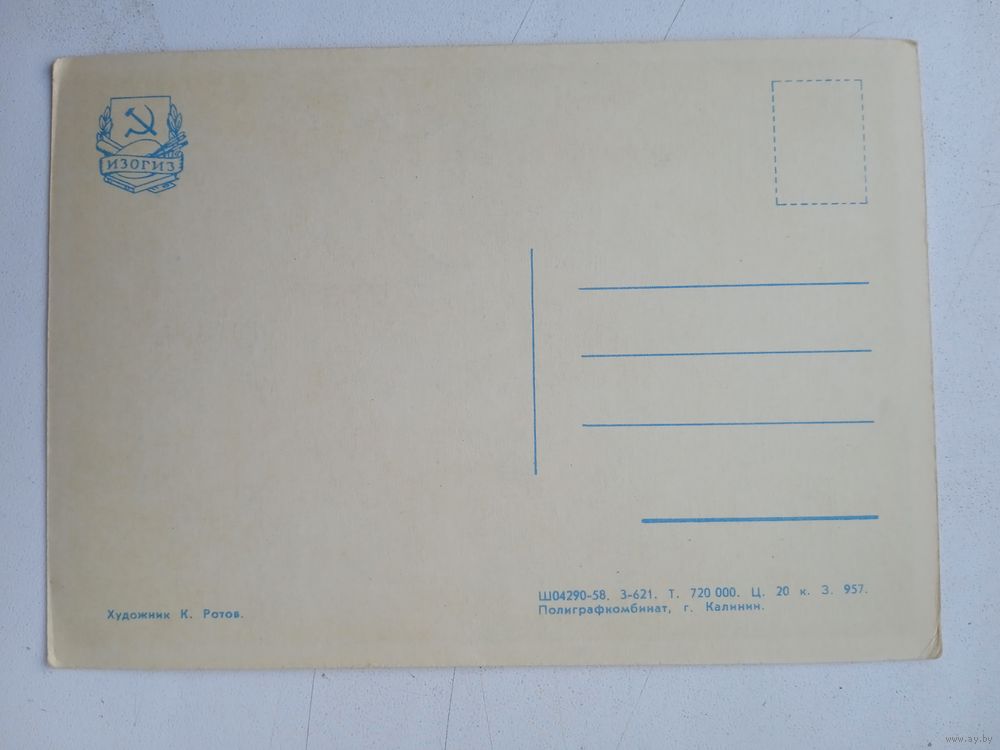 ИЗОГИЗ
Художник К. Ротов.
Ш04290-58. З-621. Т. 720 000. Ц. 20 к. З. 957.
Полиграфкомбинат, г. Калинин.
www.ay.by